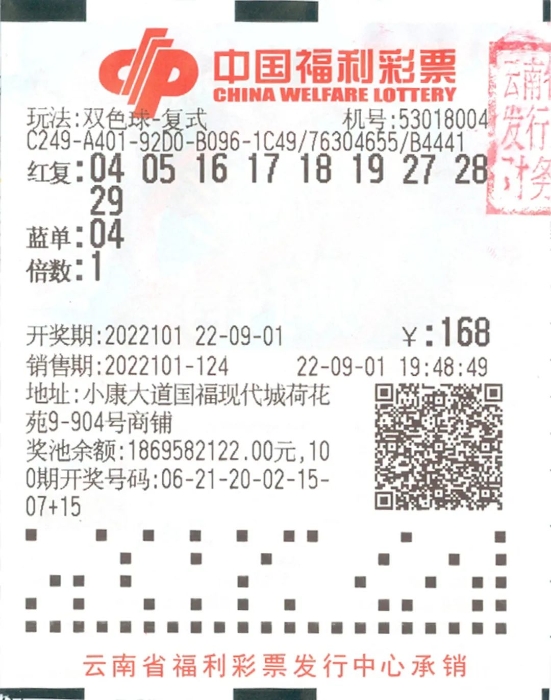 中国福利彩票
CHINA WELFARE LOTTERY
玩法:双色球-复式 机号:53018004
C249-A401-92D0-B096-1C49/76304655/B4441
红复:04 05 16 17 18 19 27 28
29
蓝单:04
倍数:1
开奖期:2022101 22-09-01 ¥:168
销售期:2022101-124 22-09-01 19:48:49
地址:小康大道国福现代城荷花
苑9-904号商铺
奖池余额:1869582122.00元,10
0期开奖号码:06-21-20-02-15-
07+15
云南省福利彩票发行中心承销
云南
发行
财务